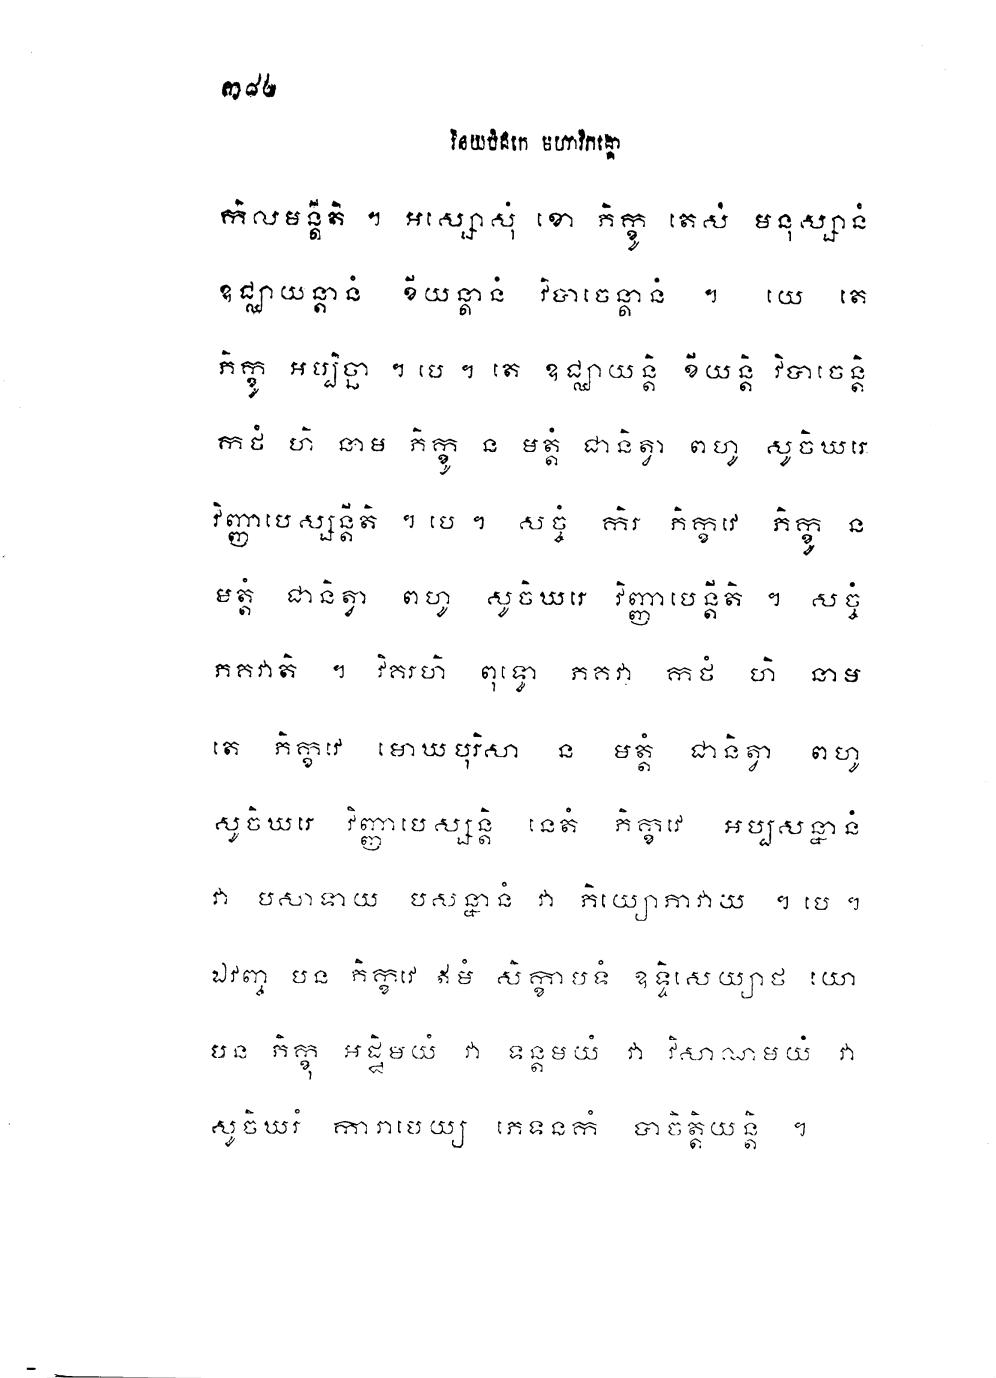 ៣៨៤
វិនយបិដកេ មហាវិភង្គោ
កិលមន្តីតិ ។ អស្សោសុំ ខោ ភិក្ខូ តេសំ មនុស្សានំ
ឧជ្ឈាយន្តានំ ខីយន្តានំ វិបាចេន្តានំ ។ យេ តេ
ភិក្ខូ អប្បិច្ឆា ។ បេ ។ តេ ឧជ្ឈាយន្តិ ខីយន្តិ វិបាចេន្តិ
កថំ ហិ នាម ភិក្ខូ ន មត្តំ ជានិត្វា ពហូ សូចិឃរេ
វិញ្ញាបេស្សន្តីតិ ។ បេ ។ សច្ចំ កិរ ភិក្ខវេ ភិក្ខូ ន
មត្តំ ជានិត្វា ពហូ សូចិឃរេ វិញ្ញាបេន្តីតិ ។ សច្ចំ
ភគវាតិ ។ វិគរហិ ពុទ្ធោ ភគវា កថំ ហិ នាម
តេ ភិក្ខវេ មោឃបុរិសា ន មត្តំ ជានិត្វា ពហូ
សូចិឃរេ វិញ្ញាបេស្សន្តិ នេតំ ភិក្ខវេ អប្បសន្នានំ
វា បសាទាយ បសន្នានំ វា ភិយ្យោភាវាយ ។ បេ ។
ឯវញ្ច បន ភិក្ខវេ ឥមំ សិក្ខាបទំ ឧទ្ទិសេយ្យាថ យោ
បន ភិក្ខុ អដ្ឋិមយំ វា ទន្តមយំ វា វិសាណមយំ វា
សូចិឃរំ ការាបេយ្យ ភេទនកំ បាចិត្តិយន្តិ ។